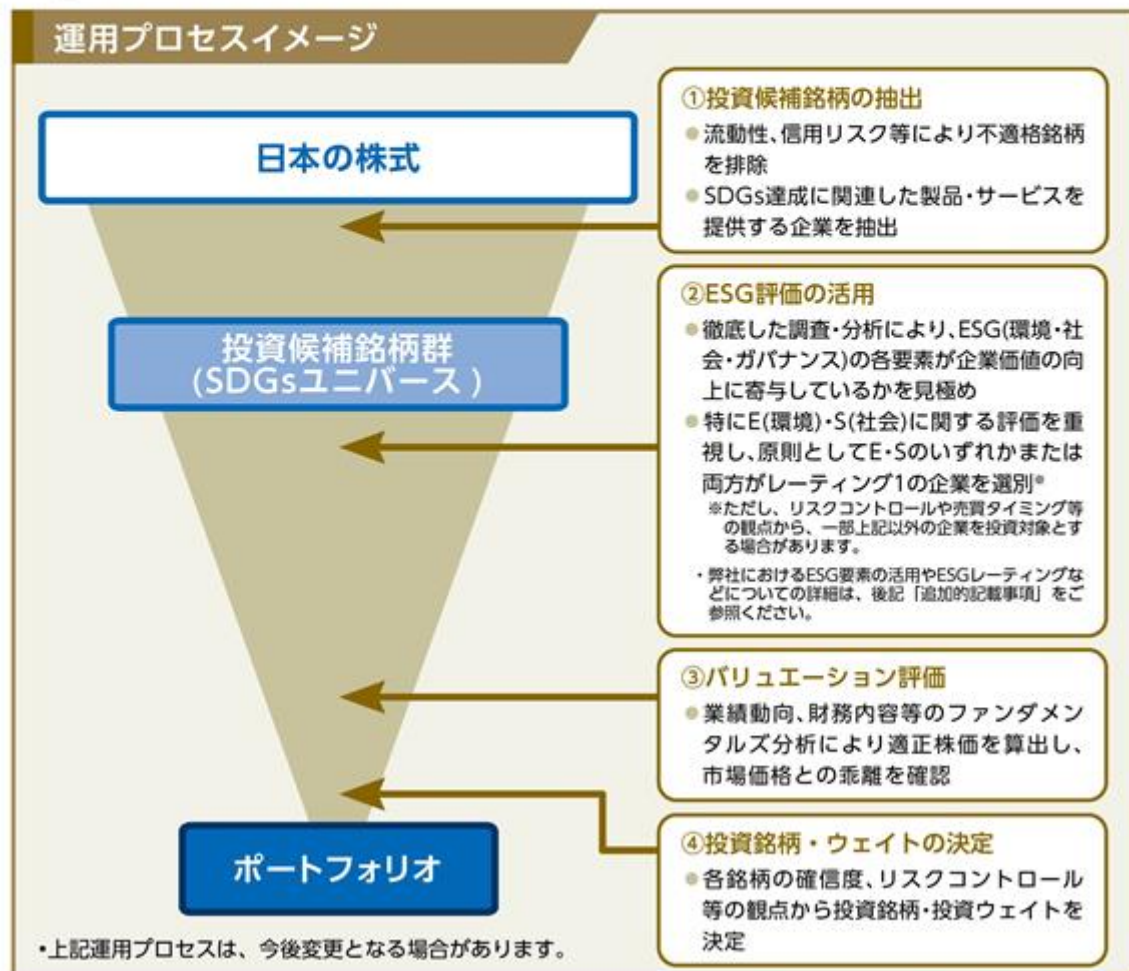 運用プロセスイメージ
日本の株式
投資候補銘柄群
(SDGsユニバース )
ポートフォリオ
①投資候補銘柄の抽出
●流動性、信用リスク等により不適格銘柄
を排除
●SDGs達成に関連した製品・サービスを
提供する企業を抽出
②ESG評価の活用
●徹底した調査・分析により、ESG(環境・社
会・ガバナンス)の各要素が企業価値の向
上に寄与しているかを見極め
●特にE(環境)・S(社会)に関する評価を重
視し、原則としてE・Sのいずれかまたは
両方がレーティング1の企業を選別※
※ただし、リスクコントロールや売買タイミング等
の観点から、一部上記以外の企業を投資対象とす
る場合があります。
・弊社におけるESG要素の活用やESGレーティングな
どについての詳細は、後記「追加的記載事項」をご
参照ください。
③バリュエーション評価
●業績動向、財務内容等のファンダメン
タルズ分析により適正株価を算出し、
市場価格との乖離を確認
④投資銘柄・ウェイトの決定
●各銘柄の確信度、リスクコントロール
等の観点から投資銘柄・投資ウェイトを
決定
•上記運用プロセスは、今後変更となる場合があります。